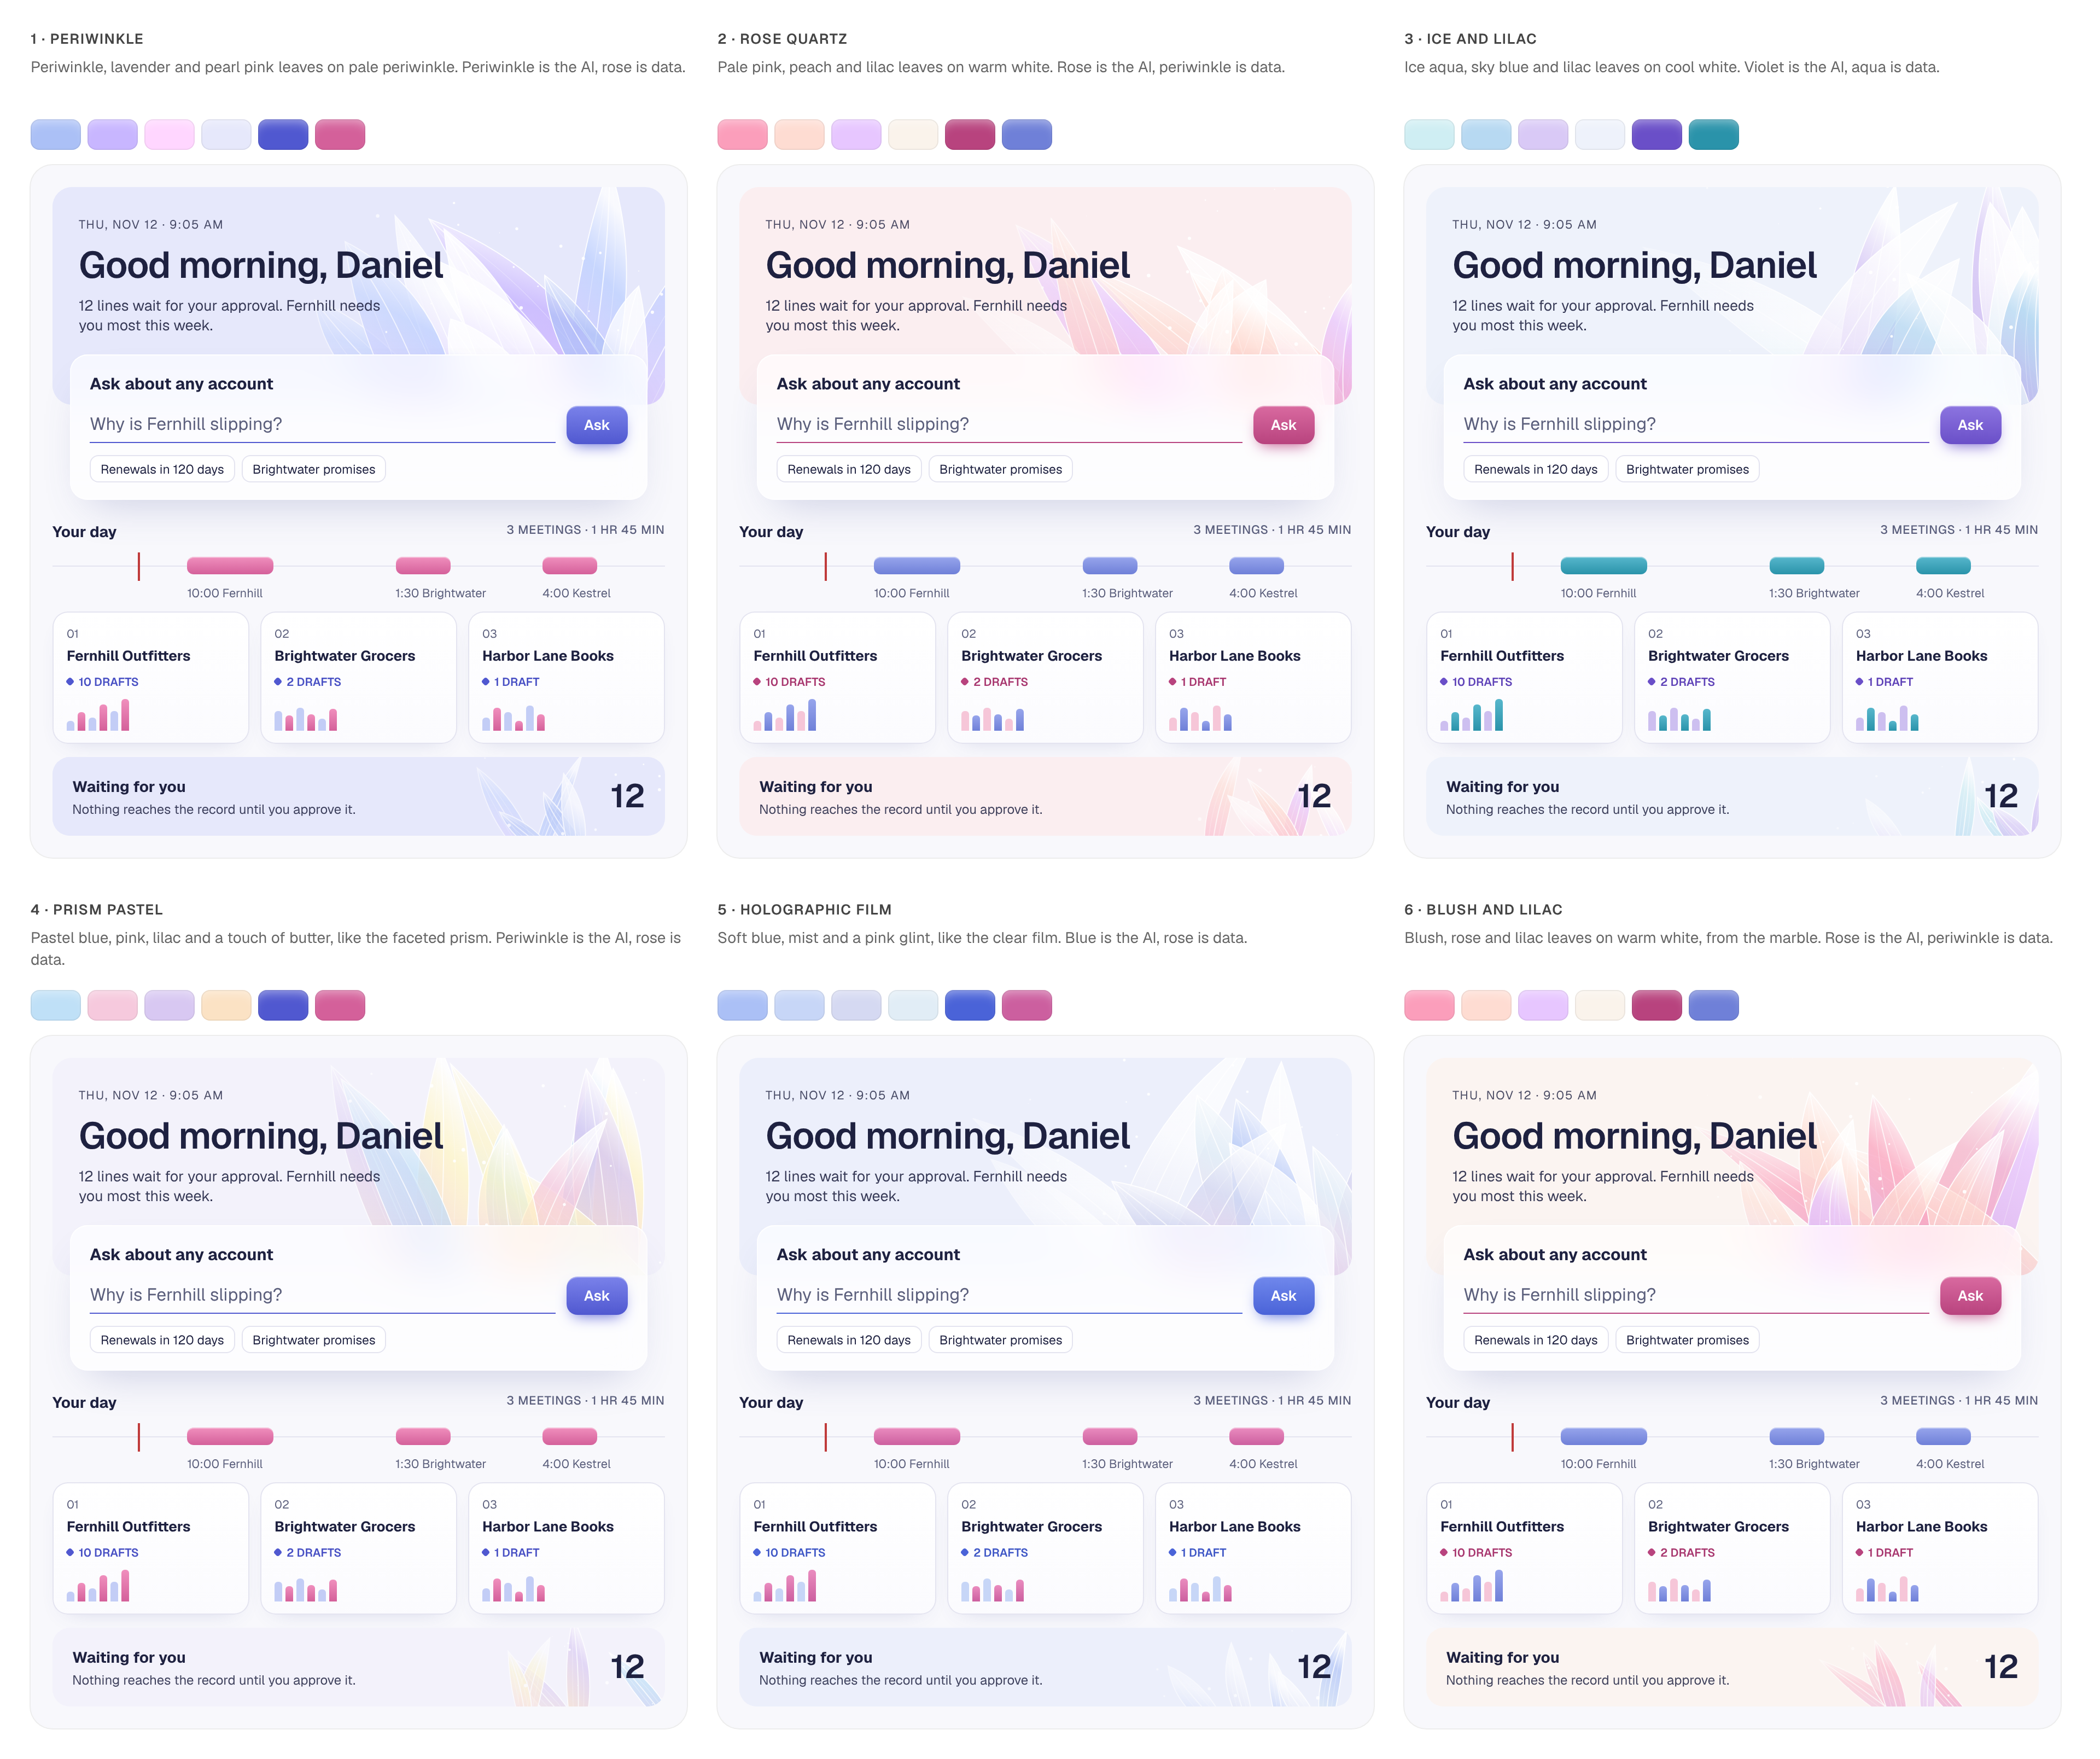 1 · PERIWINKLE
Periwinkle, lavender and pearl pink leaves on pale periwinkle. Periwinkle is the AI, rose is data.
THU, NOV 12 · 9:05 AM
Good morning, Daniel
12 lines wait for your approval. Fernhill needs
you most this week.
Ask about any account
Why is Fernhill slipping?
Ask
Renewals in 120 days
Brightwater promises
Your day
3 MEETINGS · 1 HR 45 MIN
10:00 Fernhill
1:30 Brightwater
4:00 Kestrel
01
Fernhill Outfitters
10 DRAFTS
02
Brightwater Grocers
2 DRAFTS
03
Harbor Lane Books
1 DRAFT
Waiting for you
Nothing reaches the record until you approve it.
12
2 · ROSE QUARTZ
Pale pink, peach and lilac leaves on warm white. Rose is the AI, periwinkle is data.
THU, NOV 12 · 9:05 AM
Good morning, Daniel
12 lines wait for your approval. Fernhill needs
you most this week.
Ask about any account
Why is Fernhill slipping?
Ask
Renewals in 120 days
Brightwater promises
Your day
3 MEETINGS · 1 HR 45 MIN
10:00 Fernhill
1:30 Brightwater
4:00 Kestrel
01
Fernhill Outfitters
10 DRAFTS
02
Brightwater Grocers
2 DRAFTS
03
Harbor Lane Books
1 DRAFT
Waiting for you
Nothing reaches the record until you approve it.
12
3 · ICE AND LILAC
Ice aqua, sky blue and lilac leaves on cool white. Violet is the AI, aqua is data.
THU, NOV 12 · 9:05 AM
Good morning, Daniel
12 lines wait for your approval. Fernhill needs
you most this week.
Ask about any account
Why is Fernhill slipping?
Ask
Renewals in 120 days
Brightwater promises
Your day
3 MEETINGS · 1 HR 45 MIN
10:00 Fernhill
1:30 Brightwater
4:00 Kestrel
01
Fernhill Outfitters
10 DRAFTS
02
Brightwater Grocers
2 DRAFTS
03
Harbor Lane Books
1 DRAFT
Waiting for you
Nothing reaches the record until you approve it.
12
4 · PRISM PASTEL
Pastel blue, pink, lilac and a touch of butter, like the faceted prism. Periwinkle is the AI, rose is
data.
THU, NOV 12 · 9:05 AM
Good morning, Daniel
12 lines wait for your approval. Fernhill needs
you most this week.
Ask about any account
Why is Fernhill slipping?
Ask
Renewals in 120 days
Brightwater promises
Your day
3 MEETINGS · 1 HR 45 MIN
10:00 Fernhill
1:30 Brightwater
4:00 Kestrel
01
Fernhill Outfitters
10 DRAFTS
02
Brightwater Grocers
2 DRAFTS
03
Harbor Lane Books
1 DRAFT
Waiting for you
Nothing reaches the record until you approve it.
12
5 · HOLOGRAPHIC FILM
Soft blue, mist and a pink glint, like the clear film. Blue is the AI, rose is data.
THU, NOV 12 · 9:05 AM
Good morning, Daniel
12 lines wait for your approval. Fernhill needs
you most this week.
Ask about any account
Why is Fernhill slipping?
Ask
Renewals in 120 days
Brightwater promises
Your day
3 MEETINGS · 1 HR 45 MIN
10:00 Fernhill
1:30 Brightwater
4:00 Kestrel
01
Fernhill Outfitters
10 DRAFTS
02
Brightwater Grocers
2 DRAFTS
03
Harbor Lane Books
1 DRAFT
Waiting for you
Nothing reaches the record until you approve it.
12
6 · BLUSH AND LILAC
Blush, rose and lilac leaves on warm white, from the marble. Rose is the AI, periwinkle is data.
THU, NOV 12 · 9:05 AM
Good morning, Daniel
12 lines wait for your approval. Fernhill needs
you most this week.
Ask about any account
Why is Fernhill slipping?
Ask
Renewals in 120 days
Brightwater promises
Your day
3 MEETINGS · 1 HR 45 MIN
10:00 Fernhill
1:30 Brightwater
4:00 Kestrel
01
Fernhill Outfitters
10 DRAFTS
02
Brightwater Grocers
2 DRAFTS
03
Harbor Lane Books
1 DRAFT
Waiting for you
Nothing reaches the record until you approve it.
12